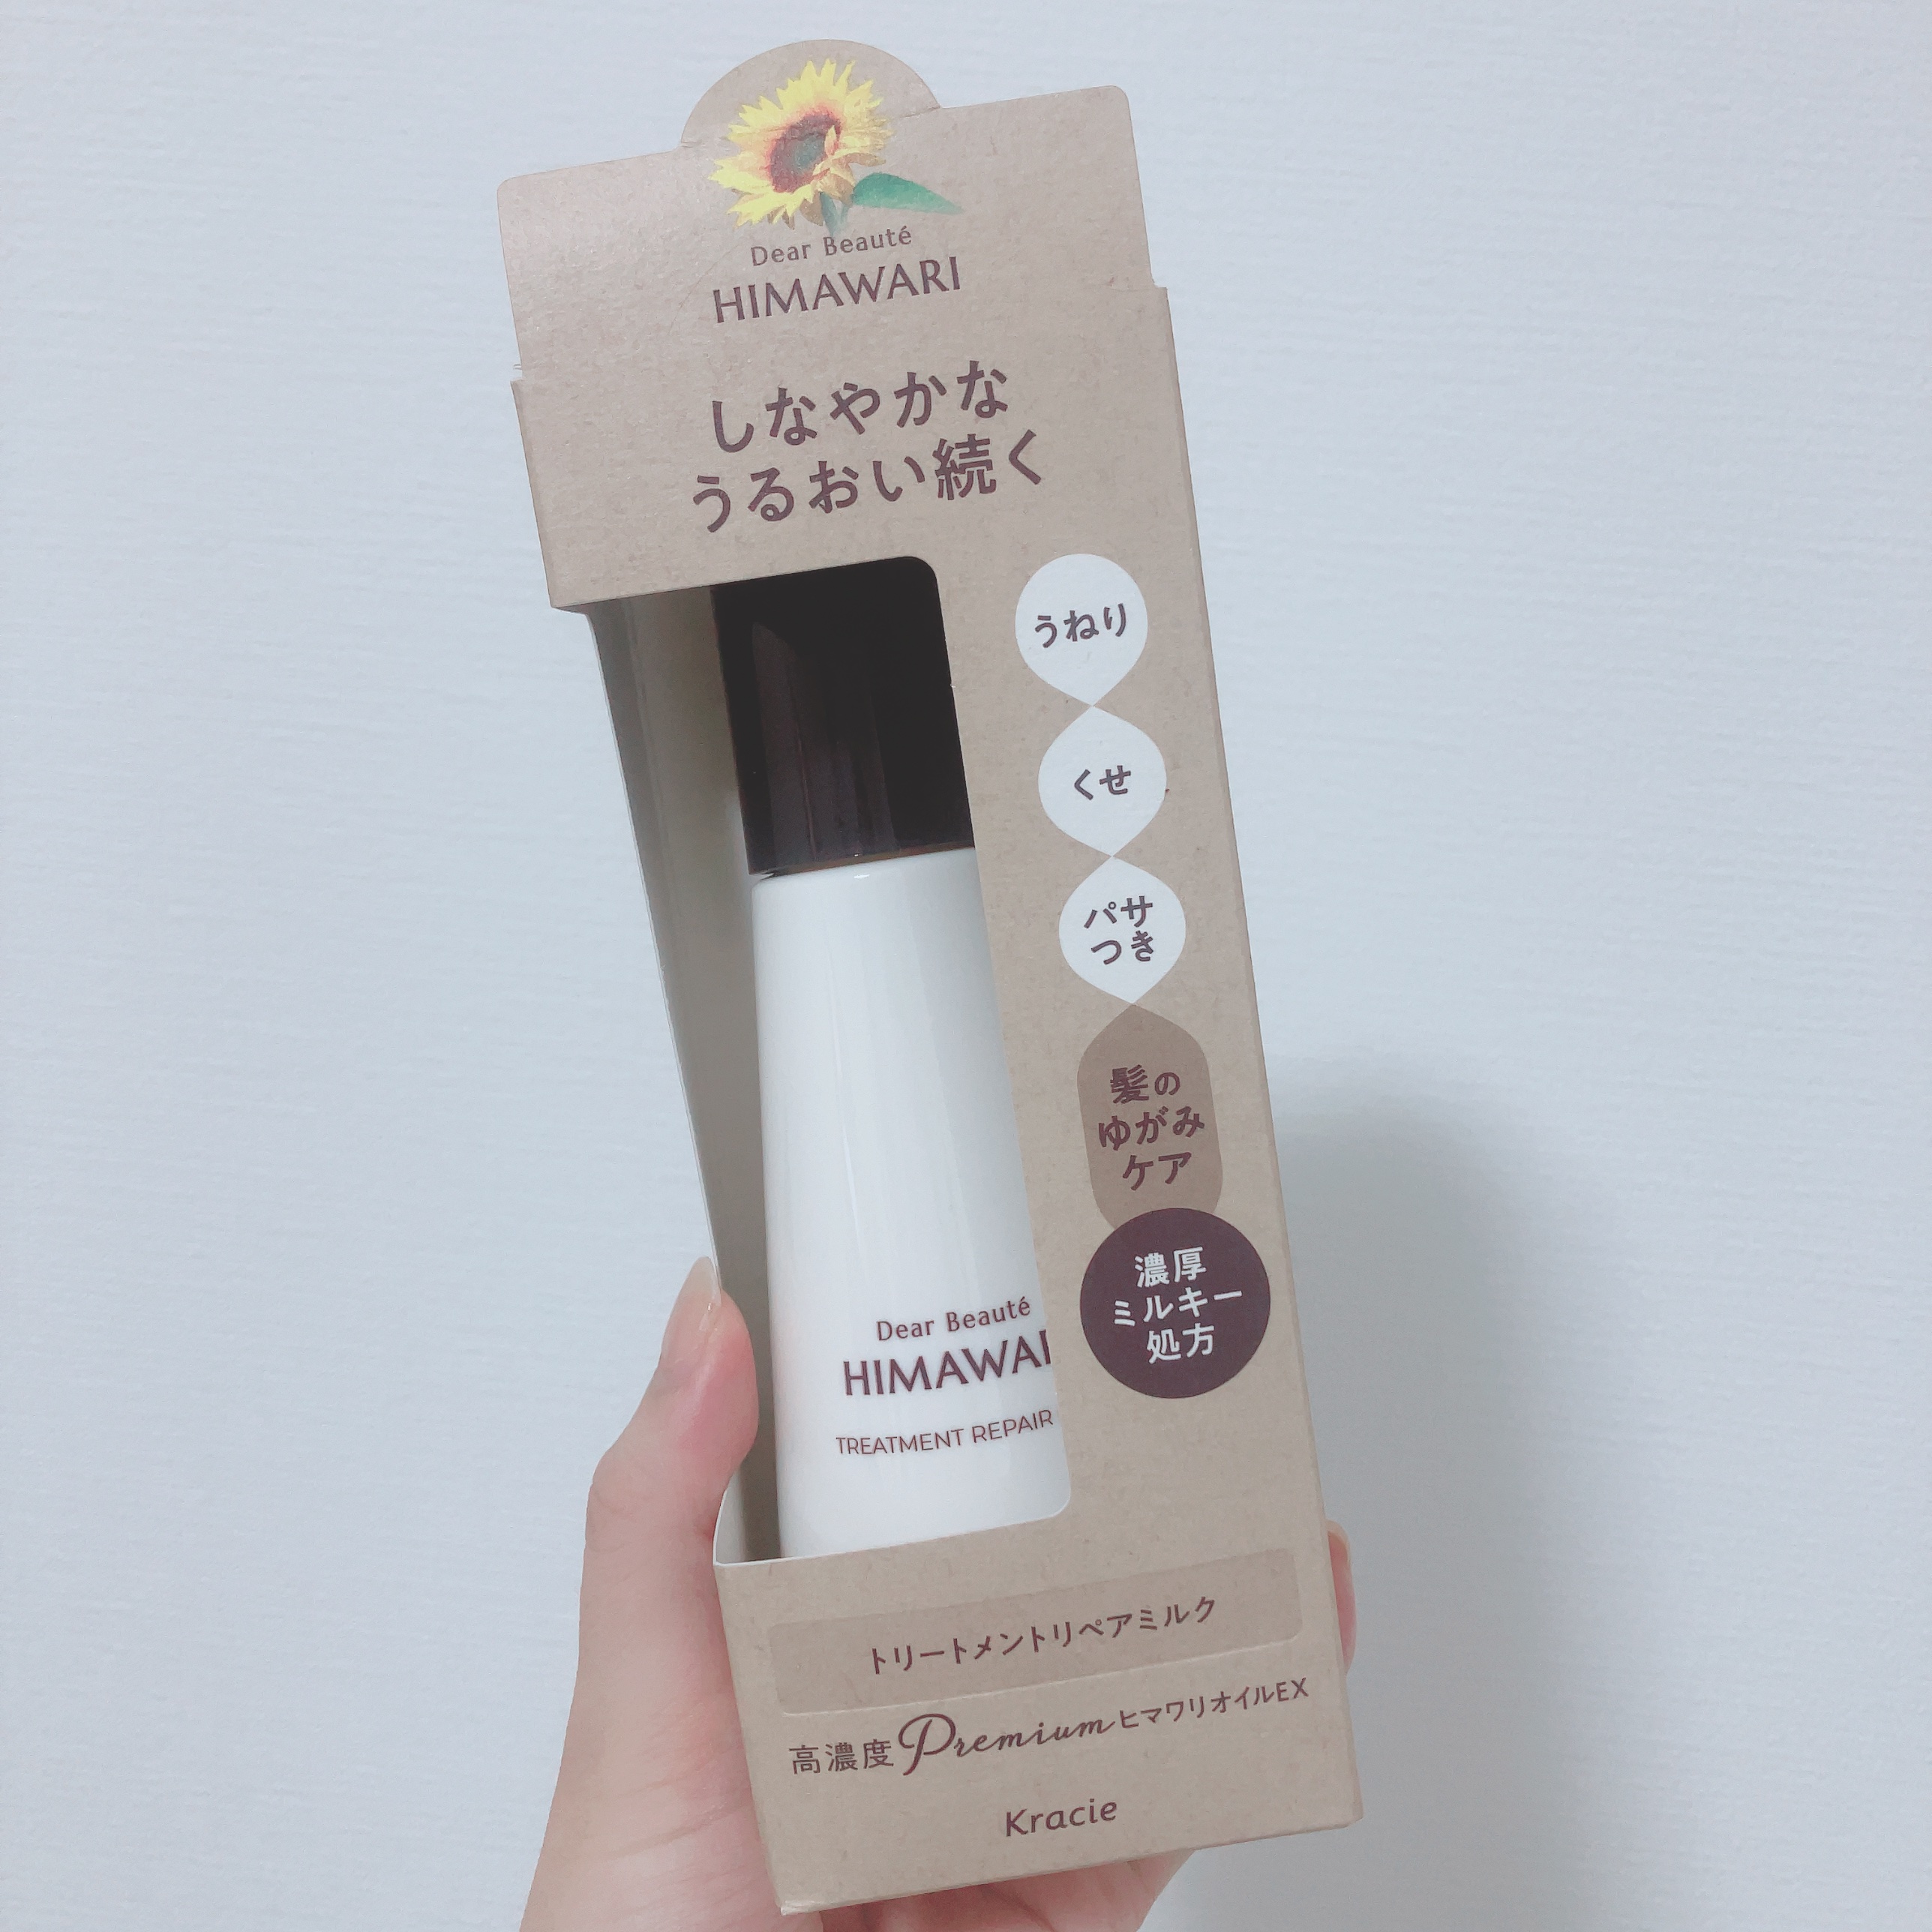 Dear Beauté
HIMAWARI
しなやかな
うるおい続く
うねり
くせ
パサ
つき
髪の
ゆがみ
ケア
濃厚
ミルキー
処方
Dear Beauté
HIMAWAR
TREATMENT REPAIR
トリートメントリペアミルク
高濃度Premiumヒマワリオイル EX
Kracie